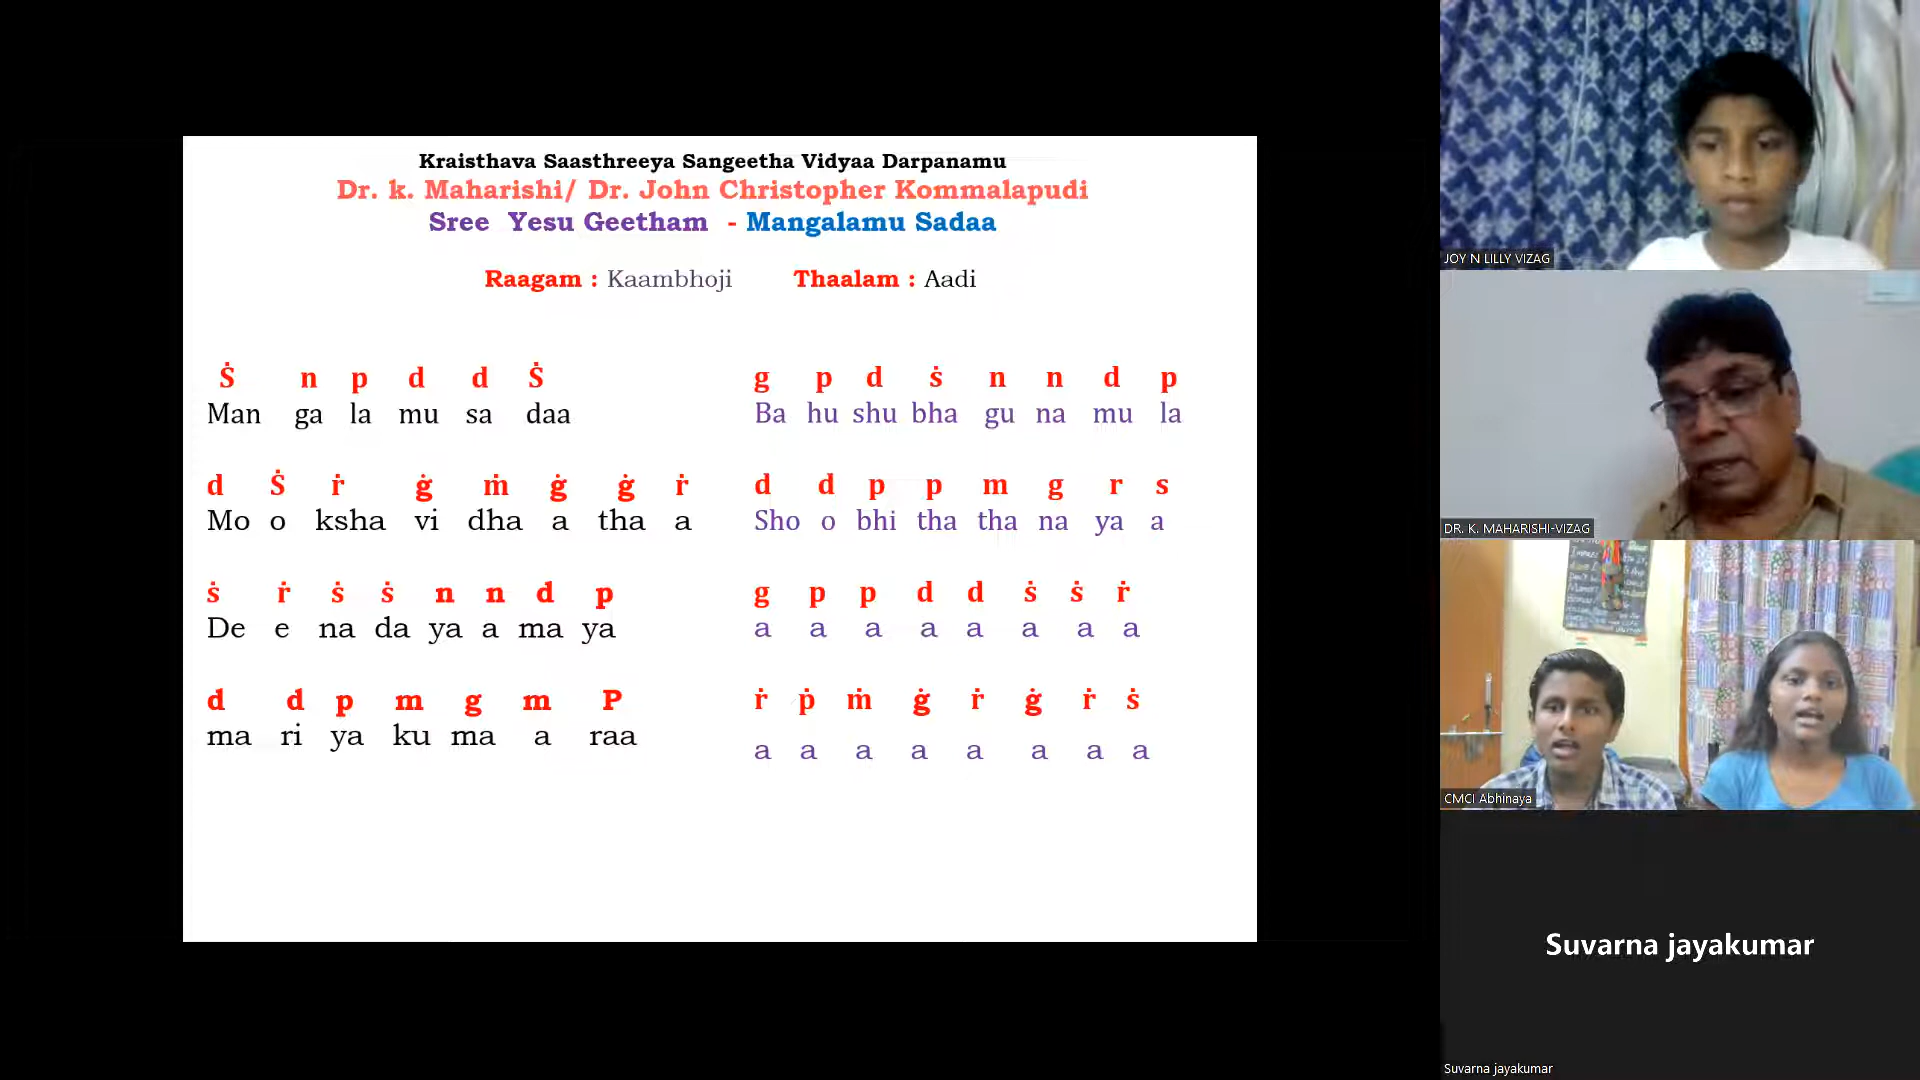 Kraisthava Saasthreeya Sangeetha Vidyaa Darpanamu
Dr. k. Maharishi/ Dr. John Christopher Kommalapudi
Sree Yesu Geetham - Mangalamu Sadaa
Raagam : Kaambhoji Thaalam : Aadi
Ṡ n p d d Ṡ
Man ga la mu sa daa
d Ṡ ṙ ġ ṁ ġ ġ ṙ
Mo o ksha vi dha a tha a
ṡ ṙ ṡ ṡ n n d p
De e na da ya a ma ya
d d p m g m P
ma ri ya ku ma a raa
g p d ṡ n n d p
Ba hu shu bha gu na mu la
d d p p m g r s
Sho o bhi tha tha na ya a
g p p d d ṡ ṡ ṙ
a a a a a a a a
ṙ ṗ ṁ ġ ṙ ġ ṙ ṡ
a a a a a a a a
JOY N LILLY VIZAG
DR. K. MAHARISHI-VIZAG
CMCI Abhinaya
Suvarna jayakumar
Suvarna jayakumar